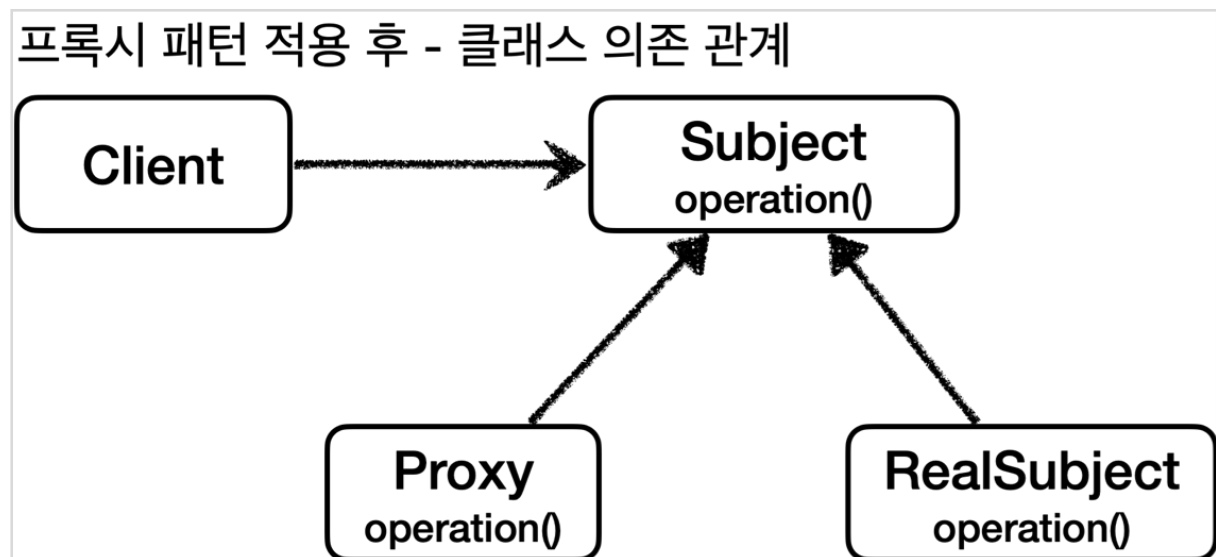 프록시 패턴 적용 후 - 클래스 의존 관계
Client
Subject
operation()
Proxy
operation()
RealSubject
operation()